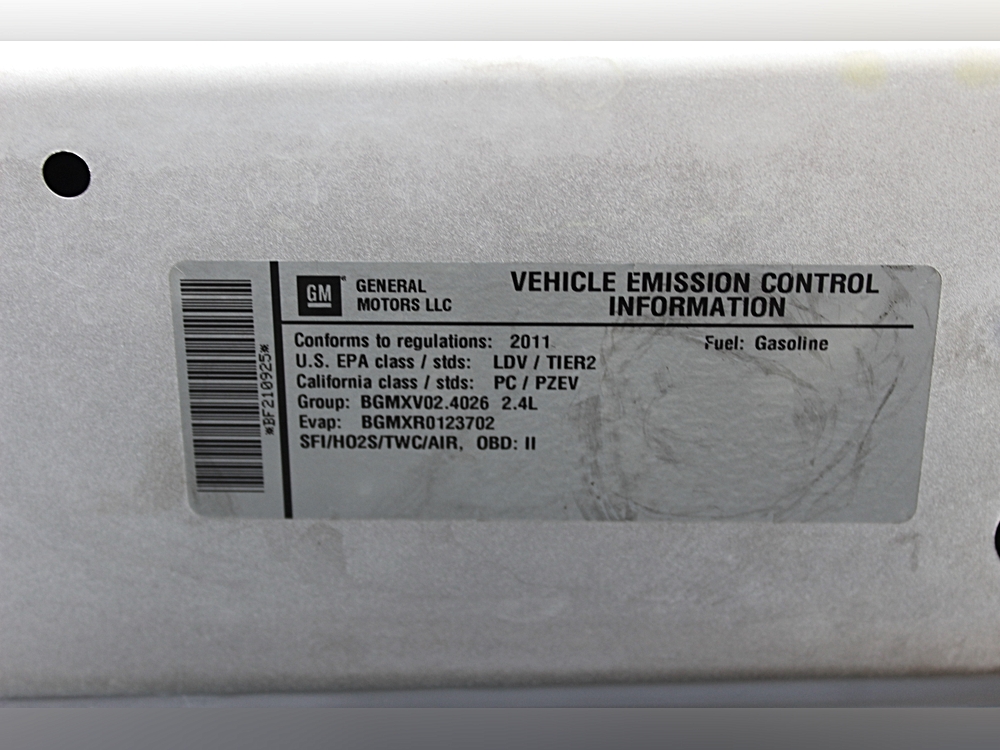 *BF210925*
GM
GENERAL
MOTORS LLC
VEHICLE EMISSION CONTROL
INFORMATION
Conforms to regulations: 2011 Fuel: Gasoline
U.S. EPA class / stds: LDV / TIER2
California class / stds: PC / PZEV
Group: BGMXV02.4026 2.4L
Evap: BGMXR0123702
SFI/HO2S/TWC/AIR, OBD: II